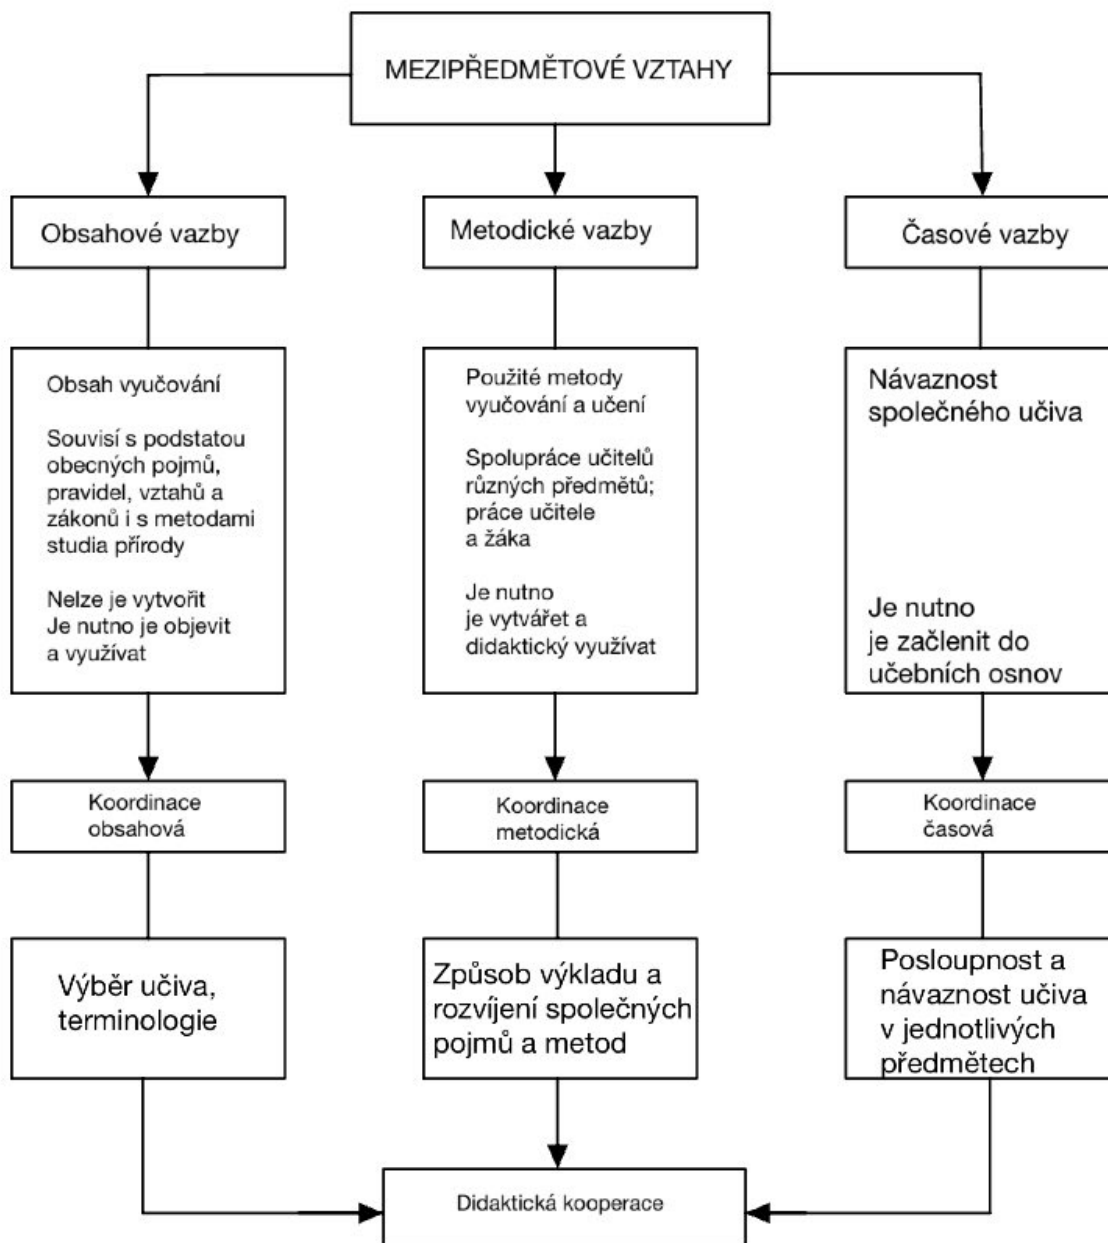 MEZIPŘEDMĚTOVÉ VZTAHY
Obsahové vazby
Metodické vazby
Časové vazby
Obsah vyučování
Souvisí s podstatou
obecných pojmů,
pravidel, vztahů a
zákonů i s metodami
studia přírody
Nelze je vytvořit
Je nutno je objevit
a využívat
Použité metody
vyučování a učení
Spolupráce učitelů
různých předmětů;
práce učitele
a žáka
Je nutno
je vytvářet a
didaktický využívat
Návaznost
společného učiva
Je nutno
je začlenit do
učebních osnov
Koordinace
obsahová
Koordinace
metodická
Koordinace
časová
Výběr učiva,
terminologie
Způsob výkladu a
rozvíjení společných
pojmů a metod
Posloupnost a
návaznost učiva
v jednotlivých
předmětech
Didaktická kooperace